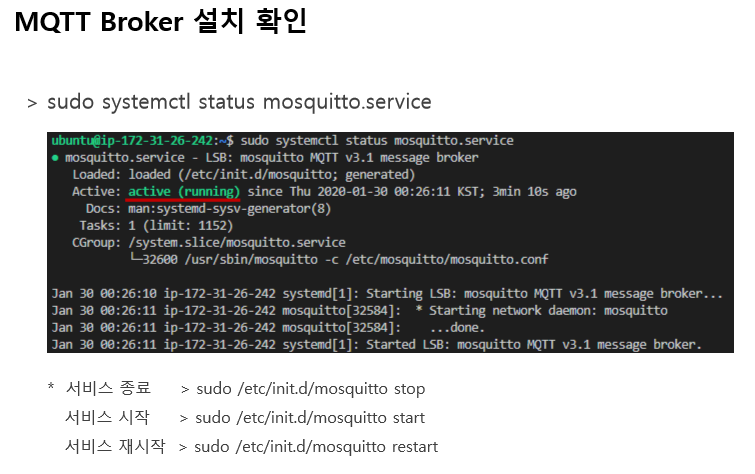 MQTT Broker 설치 확인
> sudo systemctl status mosquitto.service
ubuntu@ip-172-31-26-242:~$ sudo systemctl status mosquitto.service
● mosquitto.service - LSB: mosquitto MQTT v3.1 message broker
Loaded: loaded (/etc/init.d/mosquitto; generated)
Active: active (running) since Thu 2020-01-30 00:26:11 KST; 3min 10s ago
Docs: man:systemd-sysv-generator(8)
Tasks: 1 (limit: 1152)
CGroup: /system.slice/mosquitto.service
└─32600 /usr/sbin/mosquitto -c /etc/mosquitto/mosquitto.conf
Jan 30 00:26:10 ip-172-31-26-242 systemd[1]: Starting LSB: mosquitto MQTT v3.1 message broker...
Jan 30 00:26:11 ip-172-31-26-242 mosquitto[32584]:  * Starting network daemon: mosquitto
Jan 30 00:26:11 ip-172-31-26-242 mosquitto[32584]:    ...done.
Jan 30 00:26:11 ip-172-31-26-242 systemd[1]: Started LSB: mosquitto MQTT v3.1 message broker.
* 서비스 종료 > sudo /etc/init.d/mosquitto stop
서비스 시작 > sudo /etc/init.d/mosquitto start
서비스 재시작 > sudo /etc/init.d/mosquitto restart